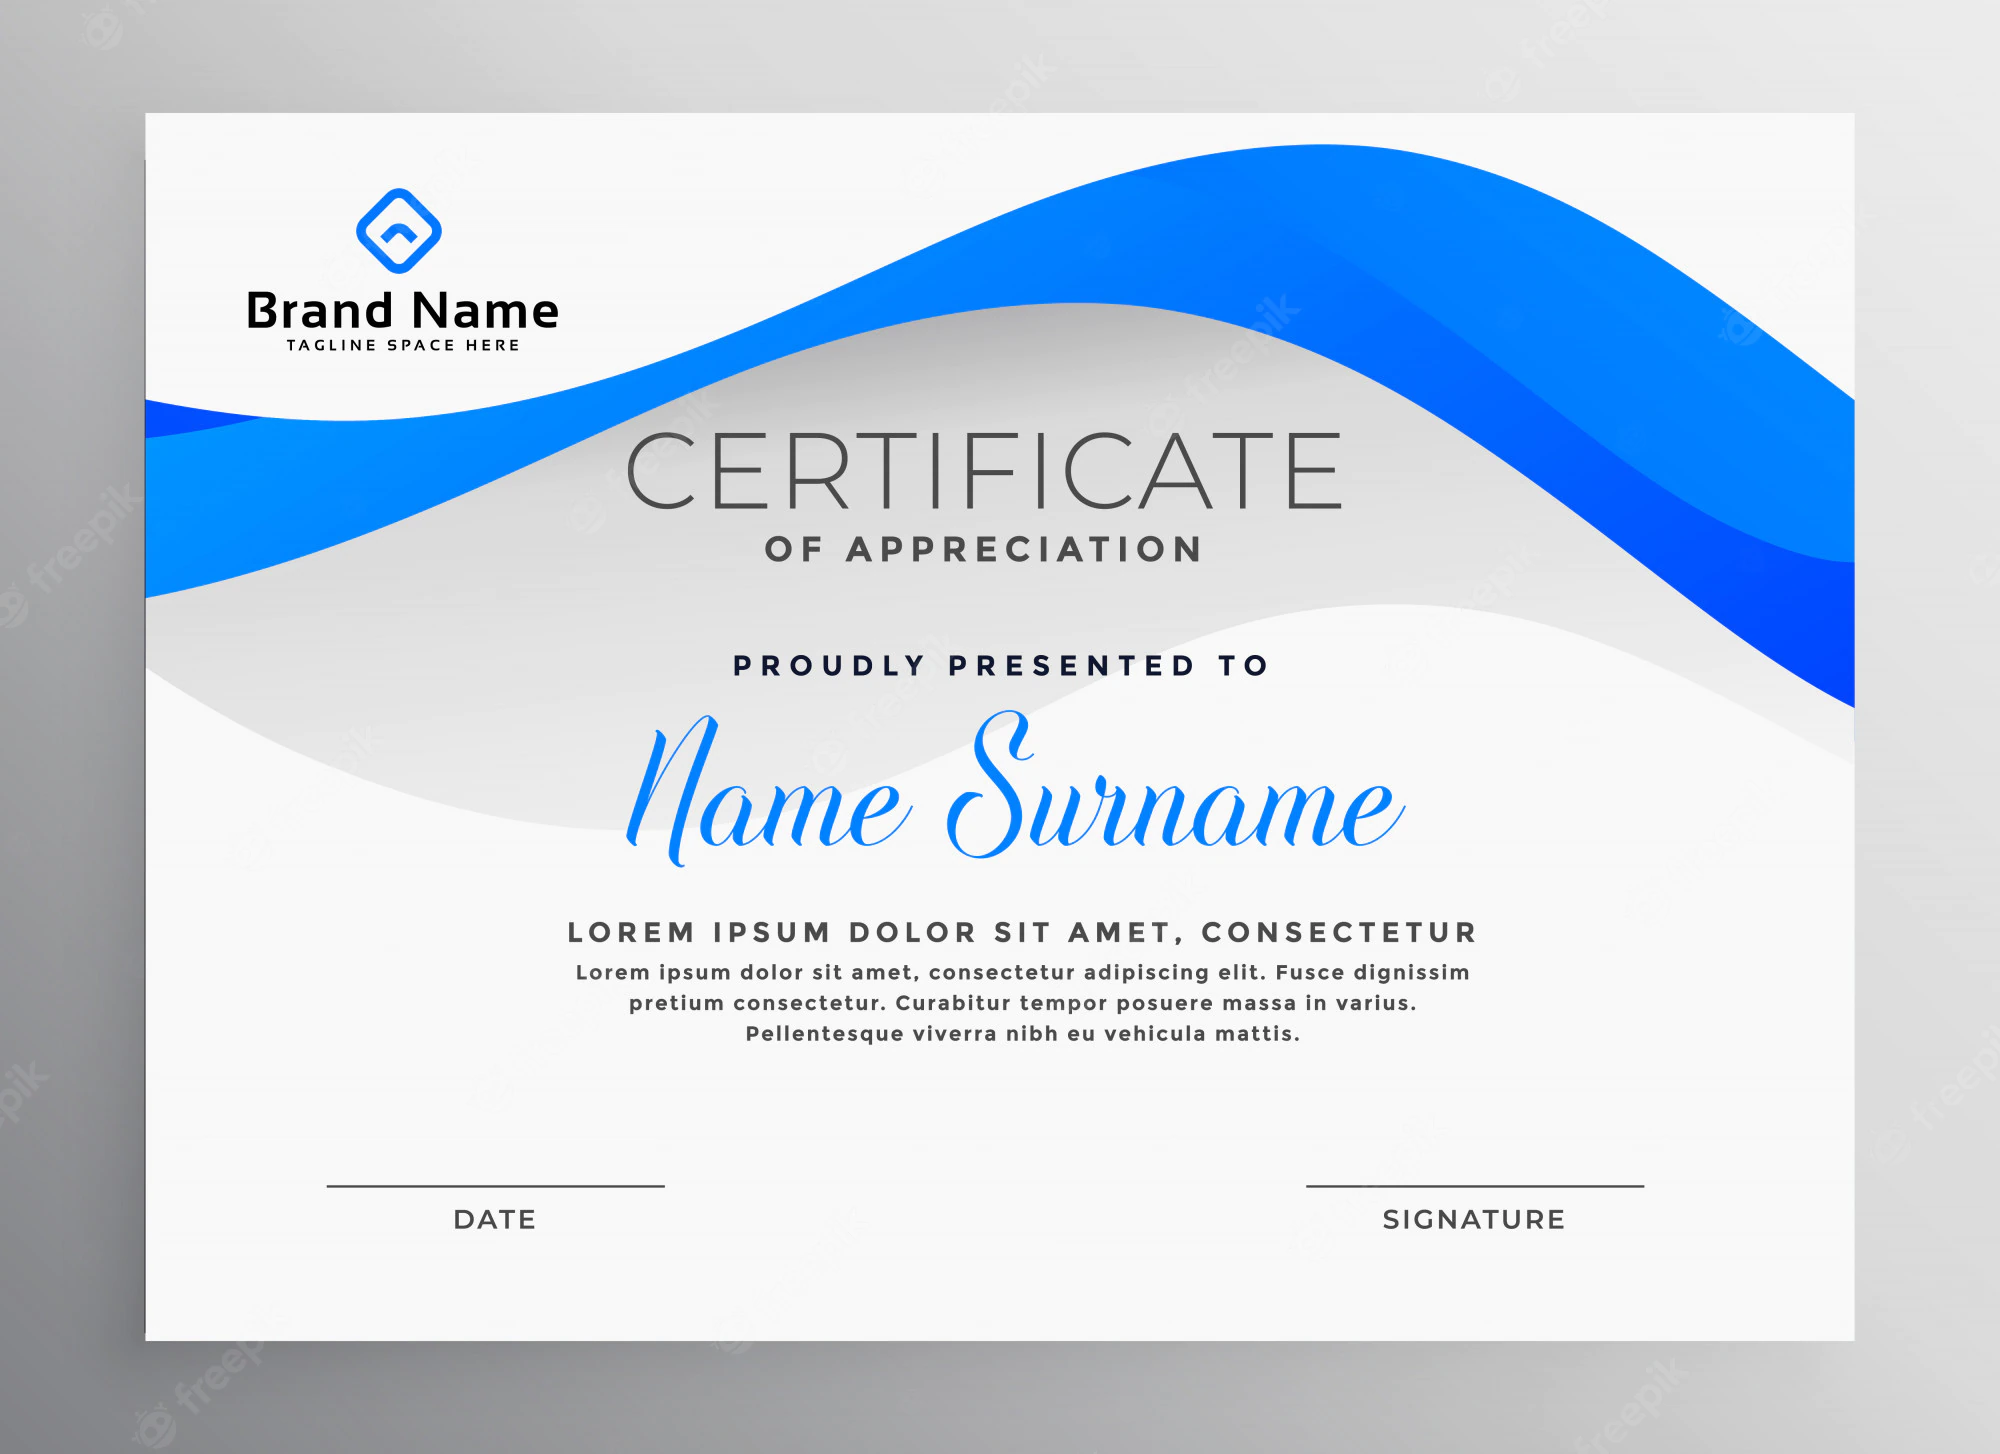 Brand Name
TAGLINE SPACE HERE
CERTIFICATE
OF APPRECIATION
PROUDLY PRESENTED TO
Name Surname
LOREM IPSUM DOLOR SIT AMET, CONSECTETUR
Lorem ipsum dolor sit amet, consectetur adipiscing elit. Fusce dignissim
pretium consectetur. Curabitur tempor posuere massa in varius.
Pellentesque viverra nibh eu vehicula mattis.
DATE
SIGNATURE
freepik